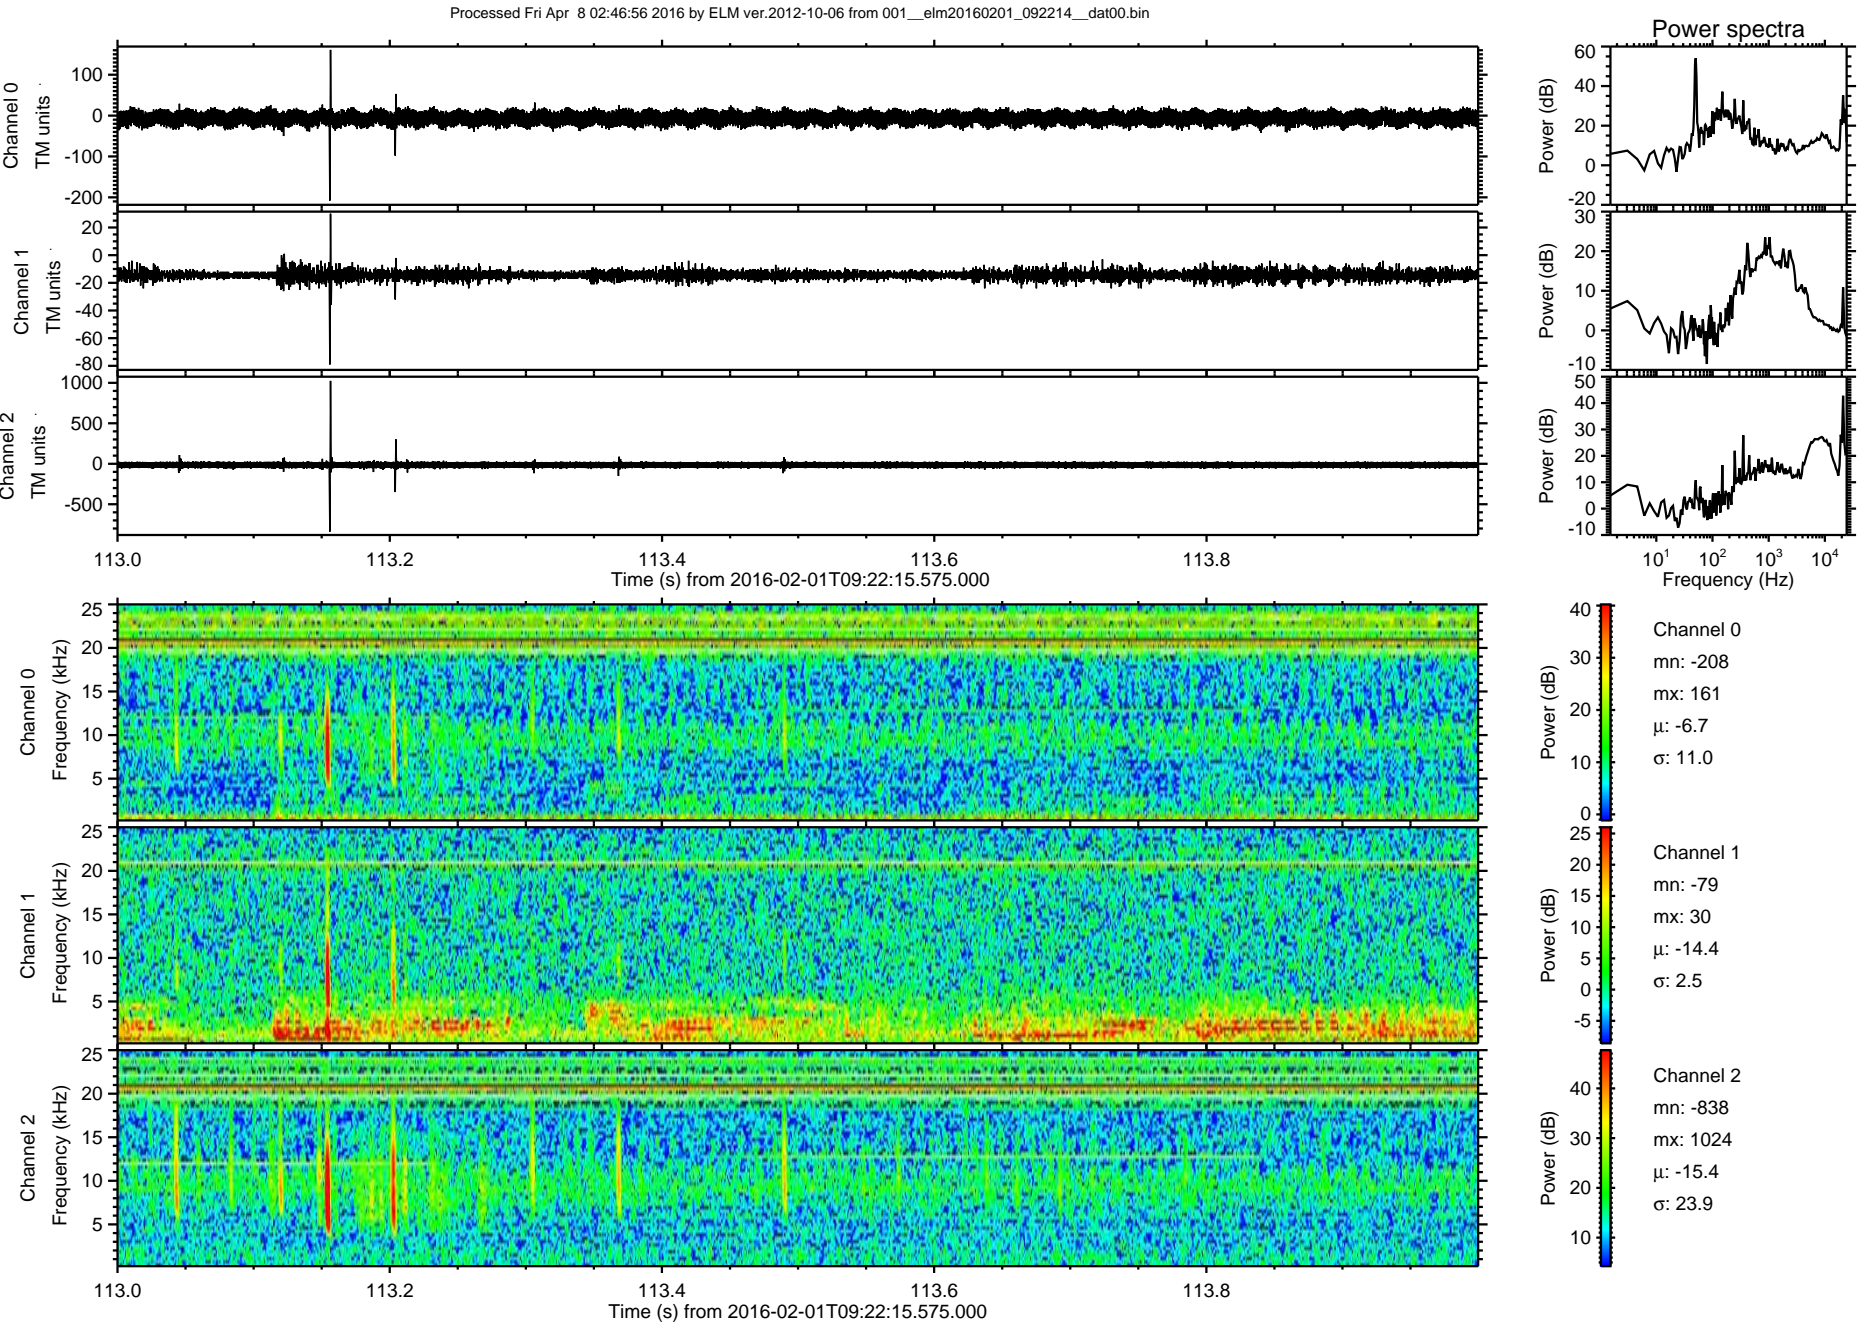 Processed Fri Apr 8 02:46:56 2016 by ELM ver.2012-10-06 from 001__elm20160201_092214__dat00.bin
Power spectra
Channel 0
TM units
100
0
-100
-200
Power (dB)
60
40
20
0
-20
Channel 1
TM units
20
0
-20
-40
-60
-80
Power (dB)
30
20
10
0
-10
Channel 2
TM units
1000
500
0
-500
Power (dB)
50
40
30
20
10
0
-10
113.0 113.2 113.4 113.6 113.8
Time (s) from 2016-02-01T09:22:15.575.000
10^1 10^2 10^3 10^4
Frequency (Hz)
Channel 0
Frequency (kHz)
25
20
15
10
5
Power (dB)
40
30
20
10
0
Channel 0
mn: -208
mx: 161
μ: -6.7
σ: 11.0
Channel 1
Frequency (kHz)
25
20
15
10
5
Power (dB)
25
20
15
10
5
0
-5
Channel 1
mn: -79
mx: 30
μ: -14.4
σ: 2.5
Channel 2
Frequency (kHz)
25
20
15
10
5
Power (dB)
40
30
20
10
Channel 2
mn: -838
mx: 1024
μ: -15.4
σ: 23.9
113.0 113.2 113.4 113.6 113.8
Time (s) from 2016-02-01T09:22:15.575.000